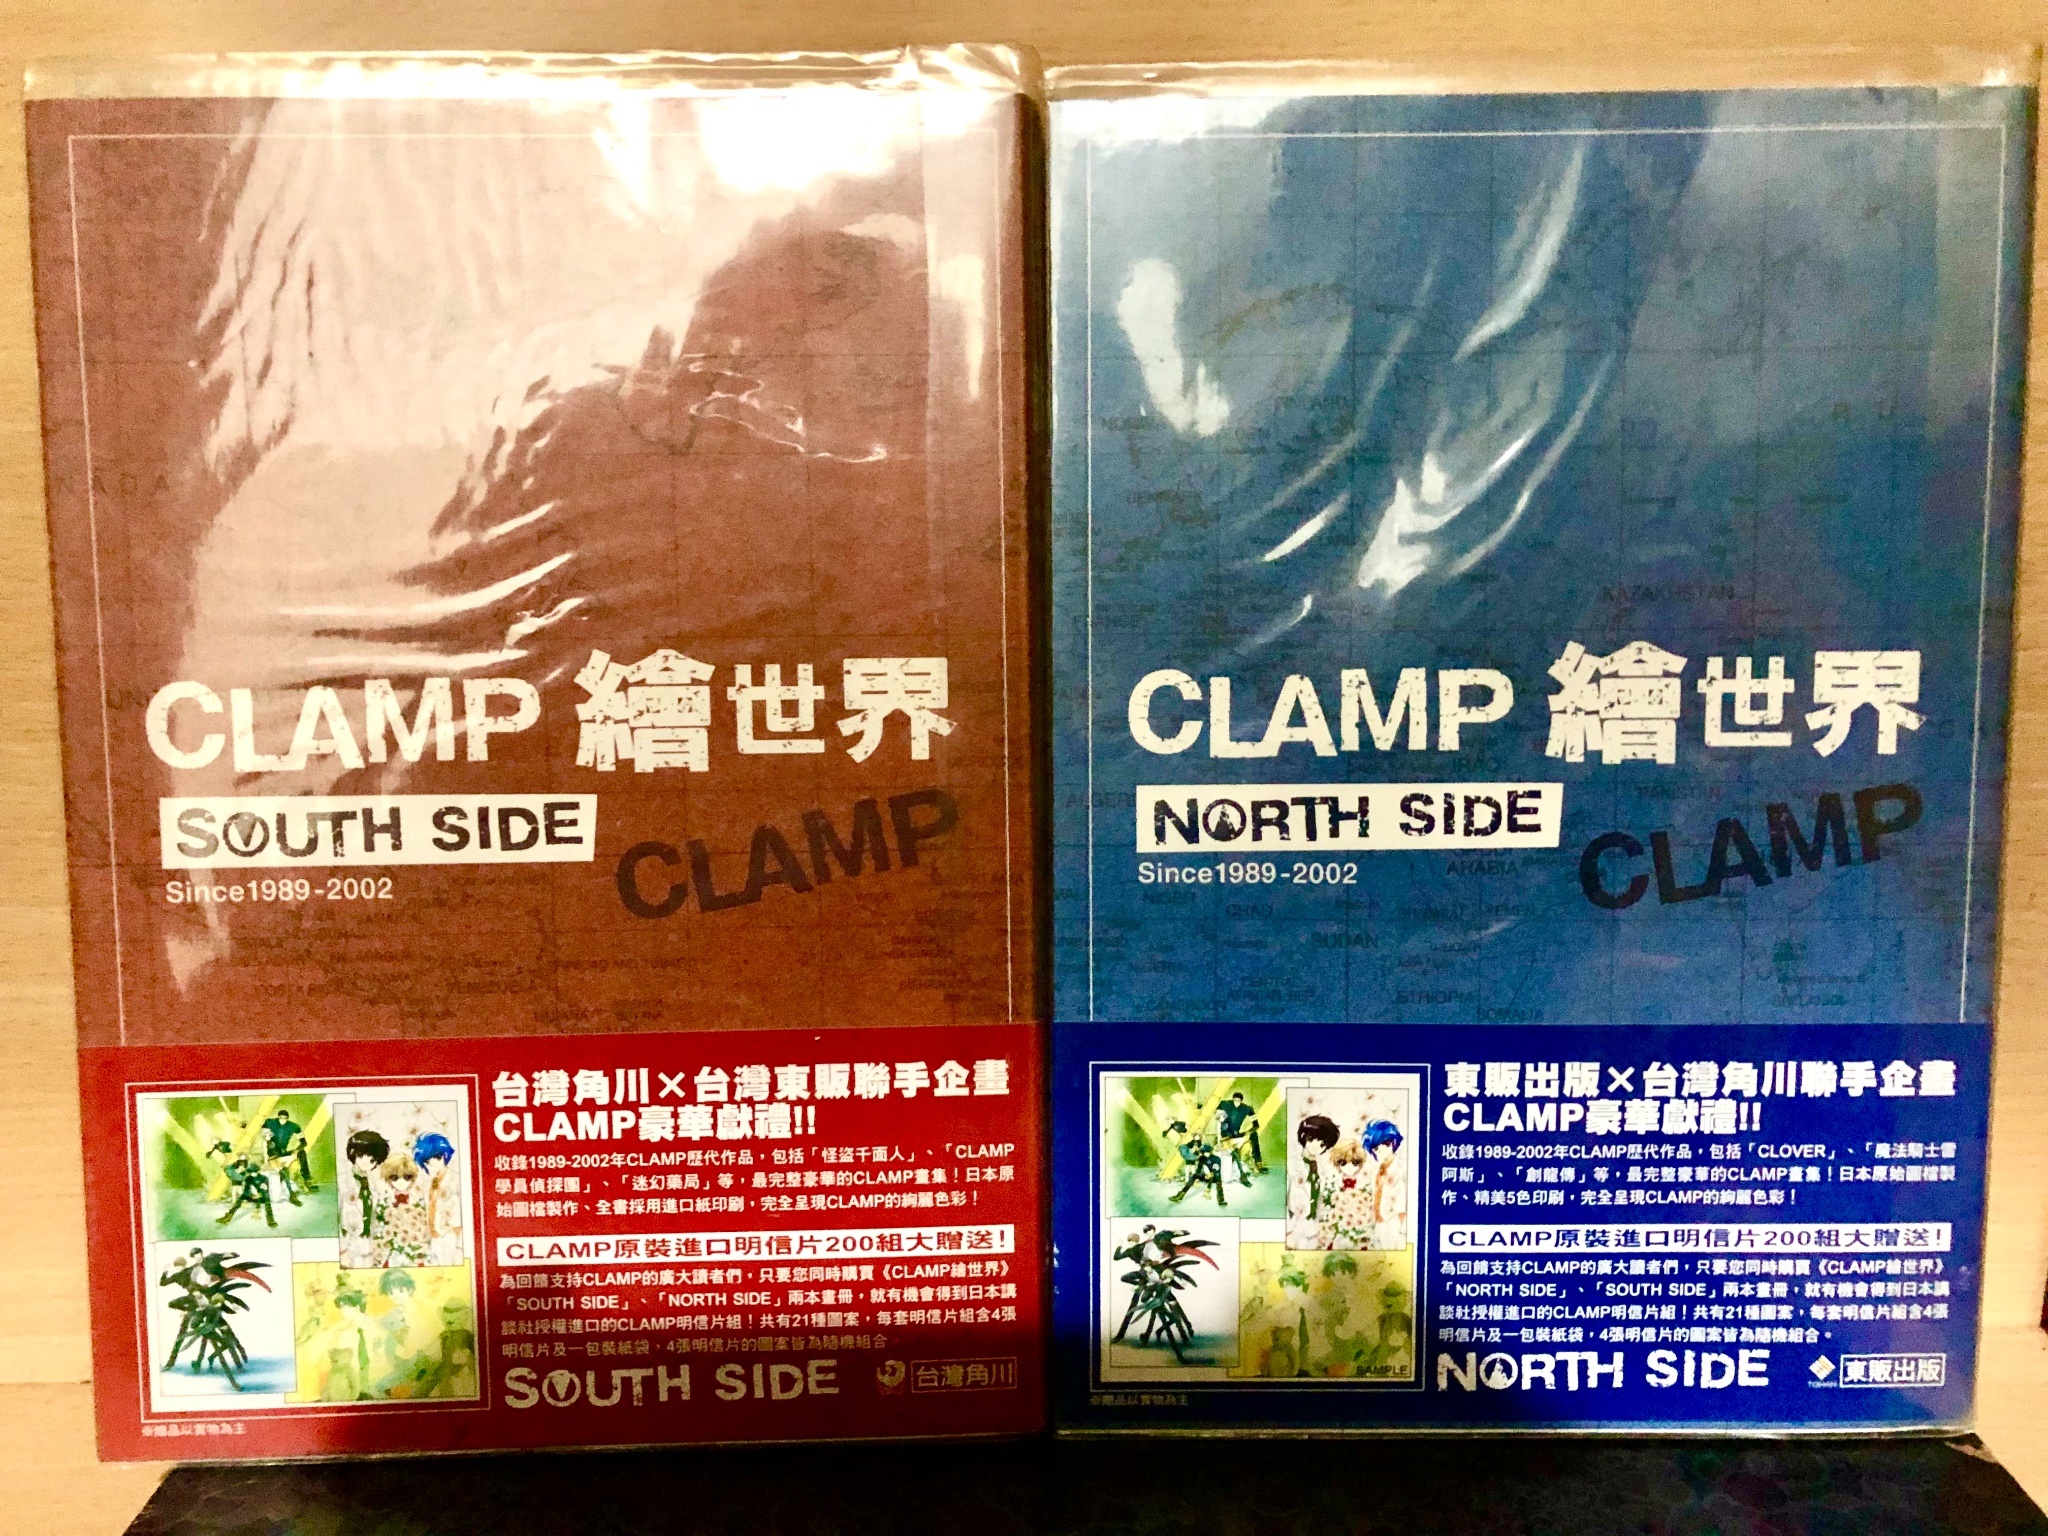 CLAMP 繪世界
SOUTH SIDE
CLAMP
Since1989-2002
台灣角川×台灣東販聯手企畫
CLAMP豪華獻禮!!
收錄1989-2002年CLAMP歷代作品，包括「怪盜千面人」、「CLAMP
學員偵探團」、「迷幻藥局」等，最完整豪華的CLAMP畫集！日本原
始圖檔製作、全書採用進口紙印刷，完全呈現CLAMP的絢麗色彩！
CLAMP原裝進口明信片200組大贈送！
為回饋支持CLAMP的廣大讀者們，只要您同時購買《CLAMP繪世界》
「SOUTH SIDE」、「NORTH SIDE」兩本畫冊，就有機會得到日本講
談社授權進口的CLAMP明信片組！共有21種圖案，每套明信片組含4張
明信片及一包裝紙袋，4張明信片的圖案皆為隨機組合。
SOUTH SIDE
台灣角川
※贈品以實物為主
CLAMP 繪世界
NORTH SIDE
CLAMP
Since1989-2002
KAZAKHSTAN
ARABIA
SUDAN
ETHIOPIA
東販出版×台灣角川聯手企畫
CLAMP豪華獻禮!!
收錄1989-2002年CLAMP歷代作品，包括「CLOVER」、「魔法騎士雷
阿斯」、「創龍傳」等，最完整豪華的CLAMP畫集！日本原始圖檔製
作、精美5色印刷，完全呈現CLAMP的絢麗色彩！
CLAMP原裝進口明信片200組大贈送！
為回饋支持CLAMP的廣大讀者們，只要您同時購買《CLAMP繪世界》
「NORTH SIDE」、「SOUTH SIDE」兩本畫冊，就有機會得到日本講
談社授權進口的CLAMP明信片組！共有21種圖案，每套明信片組含4張
明信片及一包裝紙袋，4張明信片的圖案皆為隨機組合。
SAMPLE
NORTH SIDE
TOHAN 東販出版
※贈品以實物為主